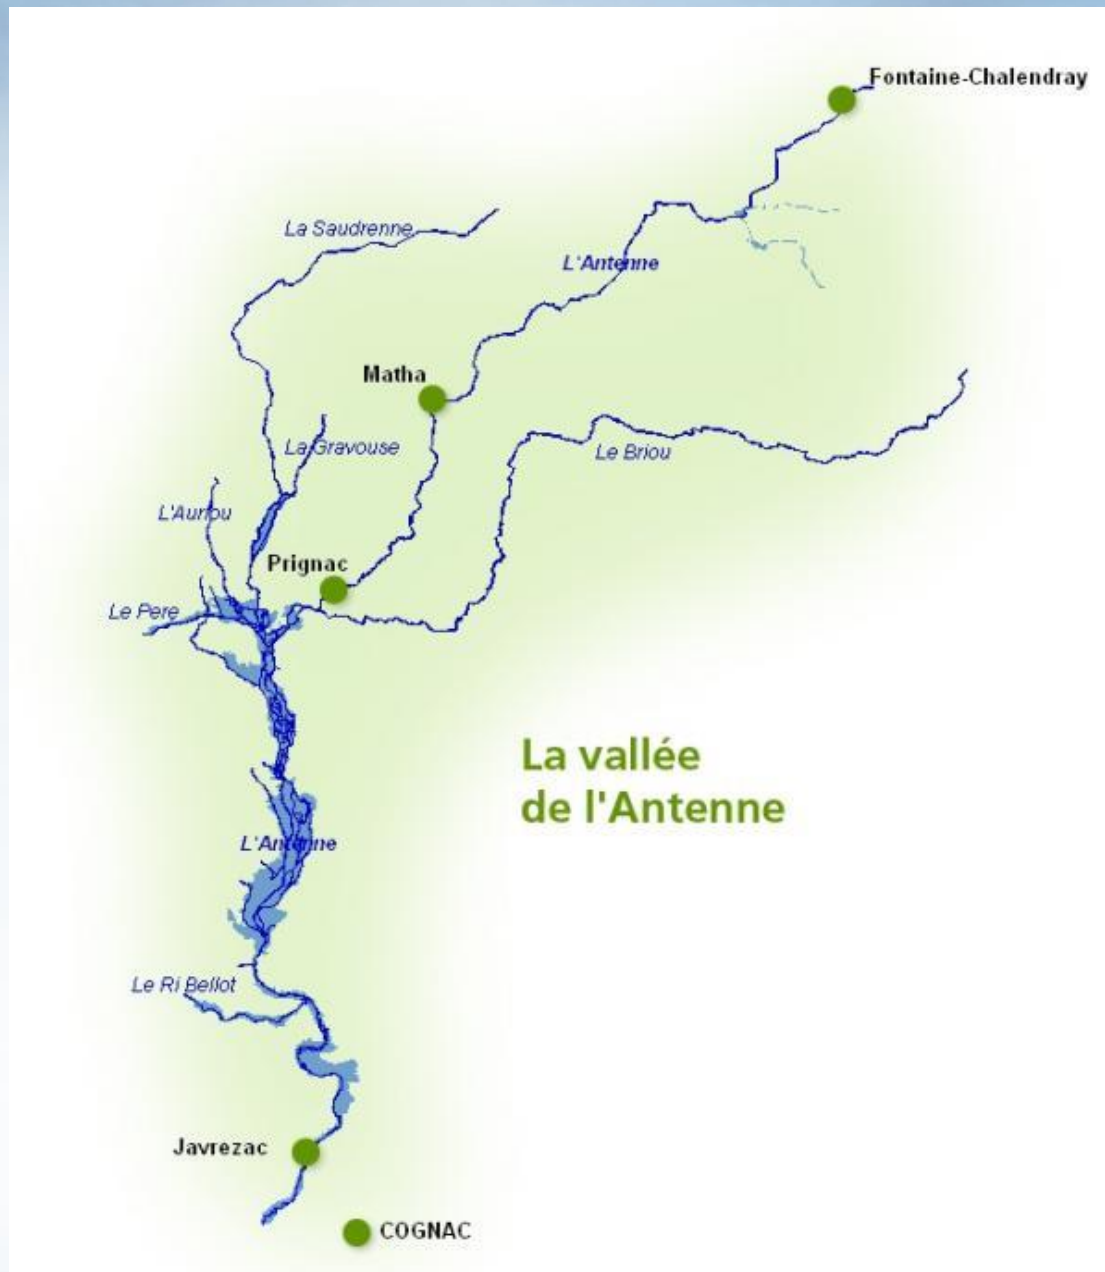 Fontaine-Chalendray
La Saudrenne
L'Antenne
Matha
La Gravouse
Le Briou
L'Auriou
Prignac
Le Pere
La vallée
de l'Antenne
L'Antenne
Le Ri Bellot
Javrezac
COGNAC